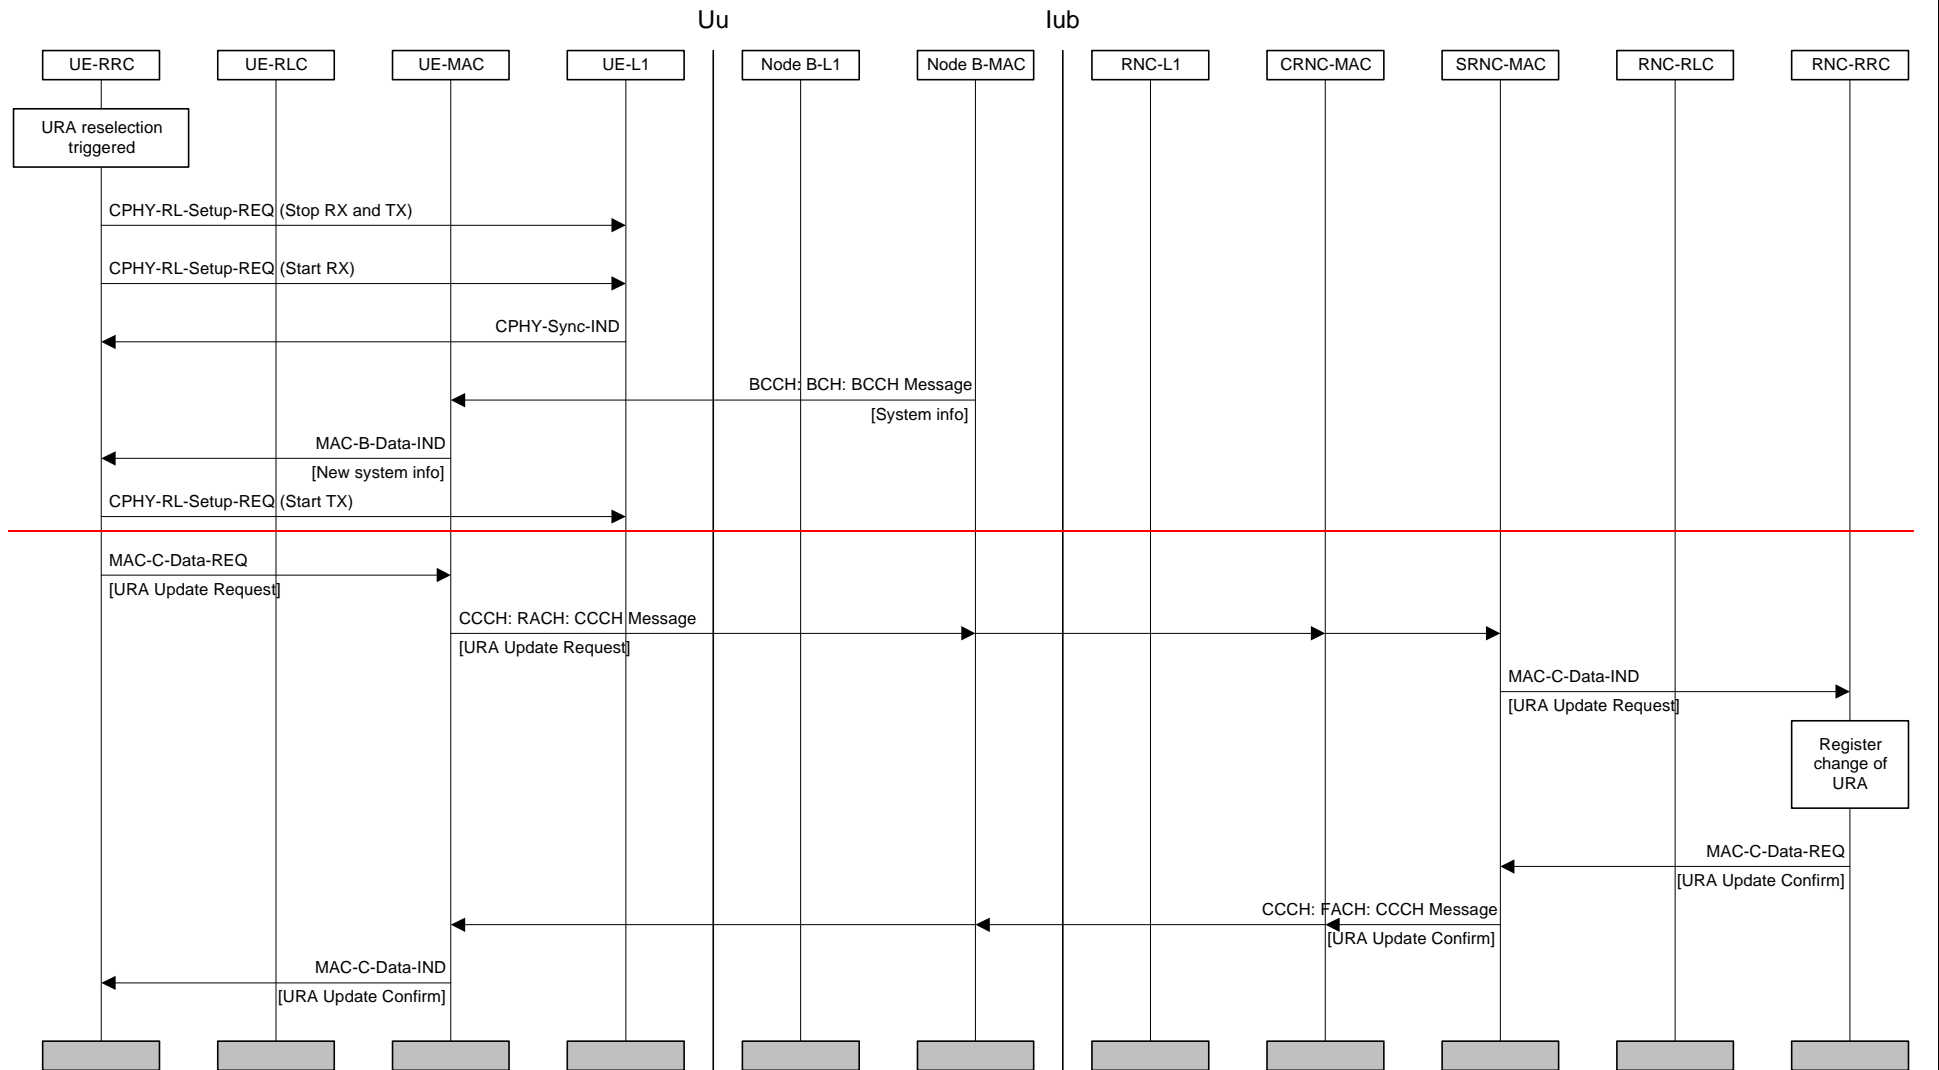 Uu
Iub
UE-RRC
UE-RLC
UE-MAC
UE-L1
Node B-L1
Node B-MAC
RNC-L1
CRNC-MAC
SRNC-MAC
RNC-RLC
RNC-RRC
URA reselection
triggered
CPHY-RL-Setup-REQ (Stop RX and TX)
CPHY-RL-Setup-REQ (Start RX)
CPHY-Sync-IND
BCCH: BCH: BCCH Message
[System info]
MAC-B-Data-IND
[New system info]
CPHY-RL-Setup-REQ (Start TX)
MAC-C-Data-REQ
[URA Update Request]
CCCH: RACH: CCCH Message
[URA Update Request]
MAC-C-Data-IND
[URA Update Request]
Register
change of
URA
MAC-C-Data-REQ
[URA Update Confirm]
CCCH: FACH: CCCH Message
[URA Update Confirm]
MAC-C-Data-IND
[URA Update Confirm]